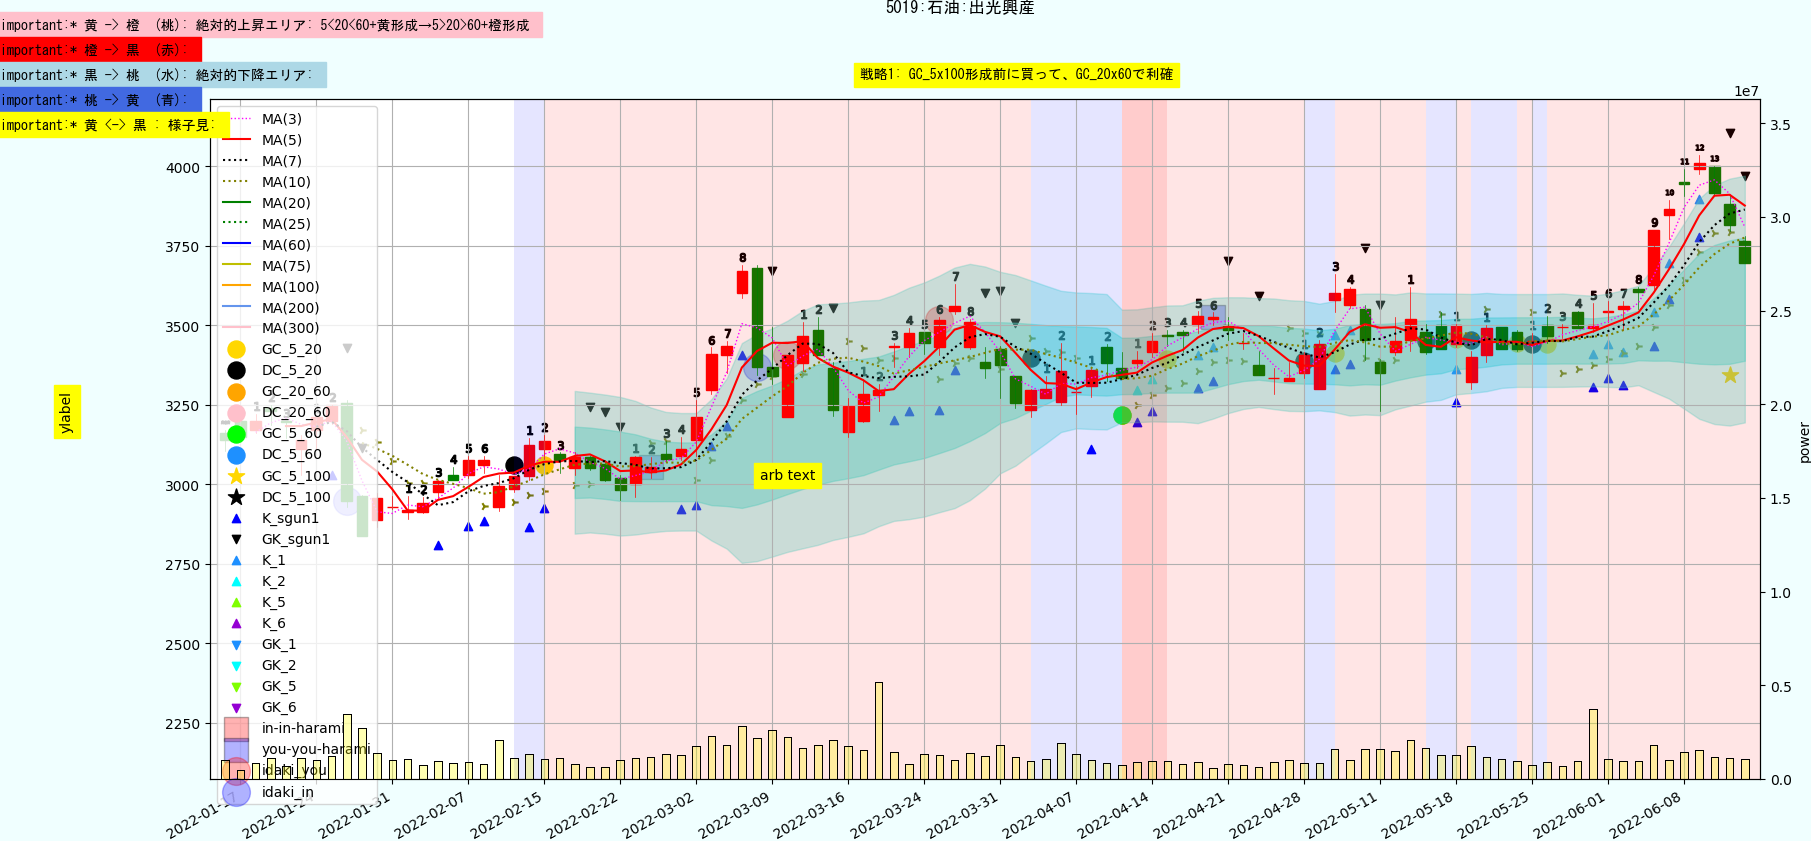 5019:石油:出光興産
important:* 黄 -> 橙 (桃): 絶対的上昇エリア: 5<20<60+黄形成→5>20>60+橙形成
important:* 橙 -> 黒 (赤):
important:* 黒 -> 桃 (水): 絶対的下降エリア:
戦略1: GC_5x100形成前に買って、GC_20x60で利確
important:* 桃 -> 黄 (青):
important:* 黄 <-> 黒 : 様子見:
1e7
MA(3)
MA(5)
MA(7)
MA(10)
MA(20)
MA(25)
MA(60)
MA(75)
MA(100)
MA(200)
MA(300)
GC_5_20
DC_5_20
GC_20_60
DC_20_60
GC_5_60
DC_5_60
GC_5_100
DC_5_100
K_sgun1
GK_sgun1
K_1
K_2
K_5
K_6
GK_1
GK_2
GK_5
GK_6
in-in-harami
you-you-harami
idaki_you
idaki_in
4000
3750
3500
3250
3000
2750
2500
2250
ylabel
arb text
3.5
3.0
2.5
2.0
1.5
1.0
0.5
0.0
power
2022-01-24
2022-01-31
2022-02-07
2022-02-15
2022-02-22
2022-03-02
2022-03-09
2022-03-16
2022-03-24
2022-03-31
2022-04-07
2022-04-14
2022-04-21
2022-04-28
2022-05-11
2022-05-18
2022-05-25
2022-06-01
2022-06-08